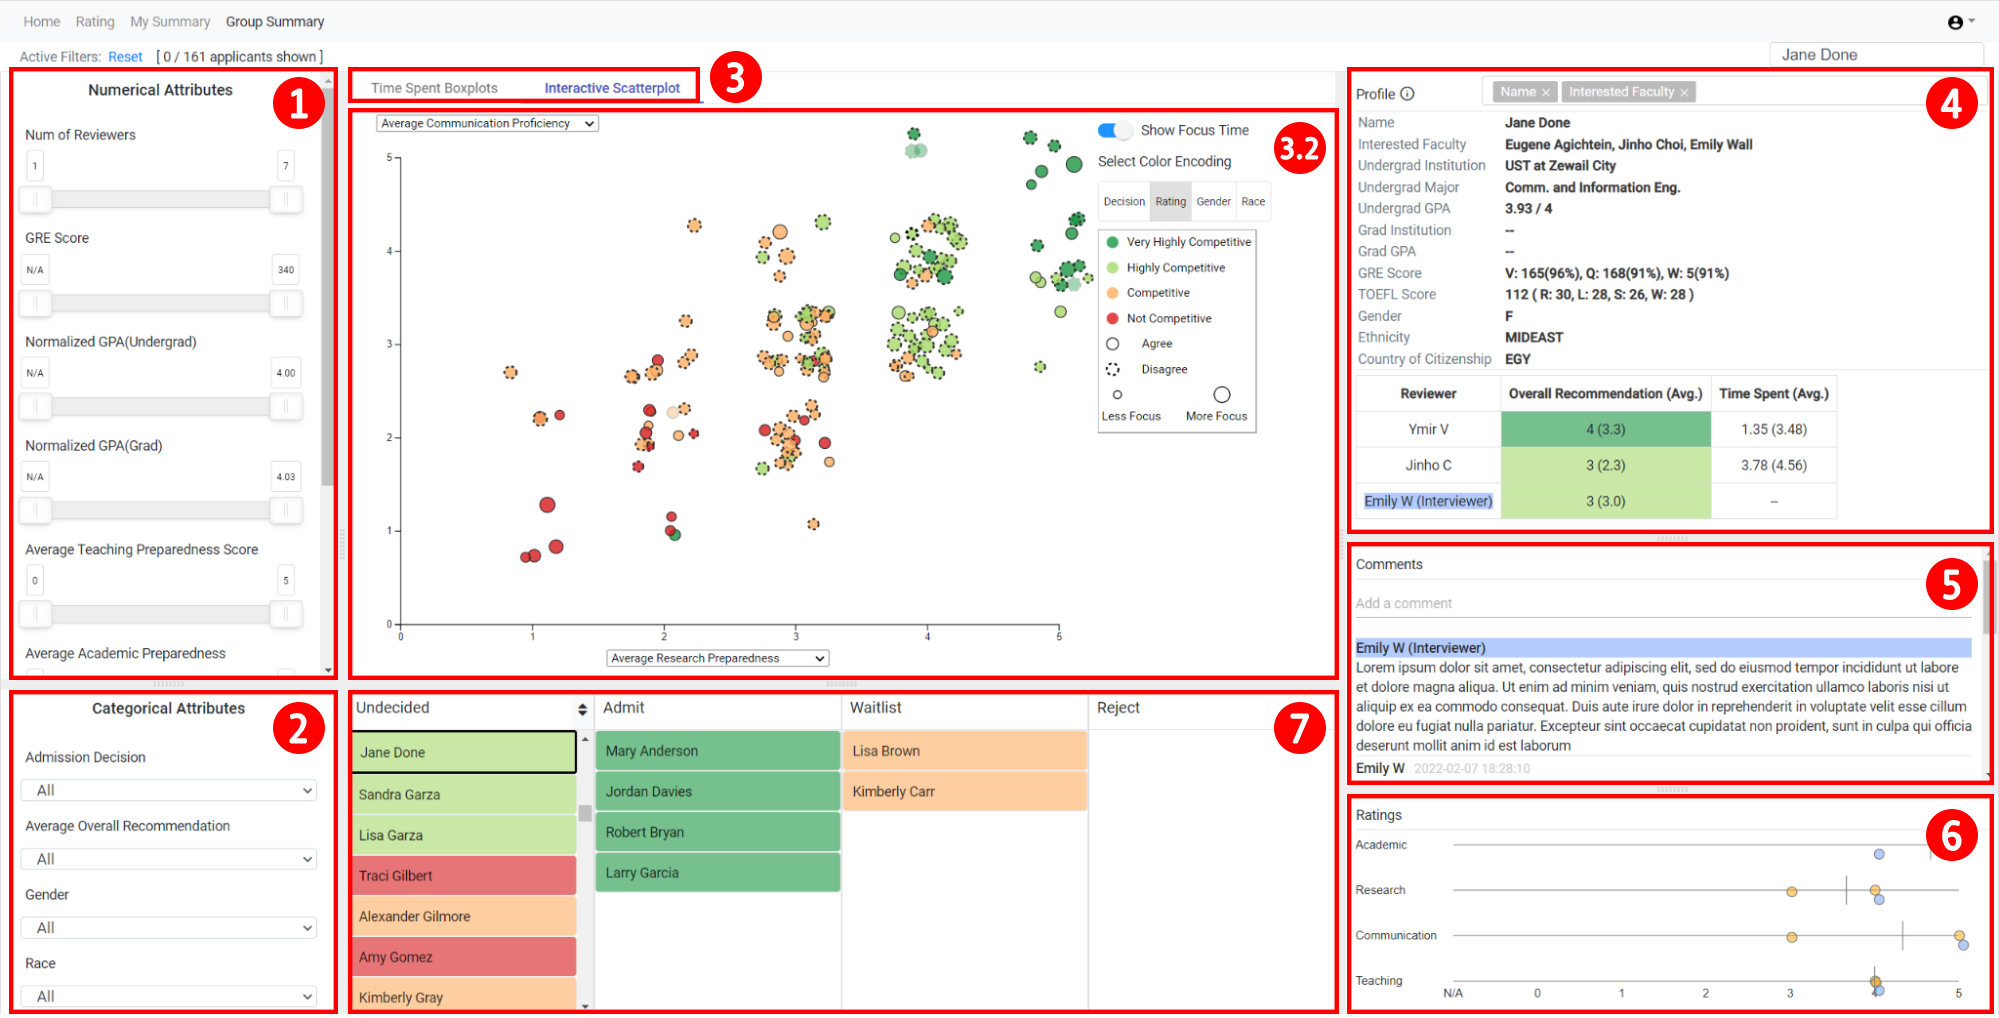 Home Rating My Summary Group Summary
Active Filters: Reset [ 0 / 161 applicants shown ]
Jane Done
Numerical Attributes
1
Num of Reviewers
1 7
GRE Score
N/A 340
Normalized GPA(Undergrad)
N/A 4.00
Normalized GPA(Grad)
N/A 4.03
Average Teaching Preparedness Score
0 5
Average Academic Preparedness
Categorical Attributes
2
Admission Decision
All
Average Overall Recommendation
All
Gender
All
Race
All
Time Spent Boxplots Interactive Scatterplot
3
Average Communication Proficiency
5
4
3
2
1
0
0 1 2 3 4 5
Average Research Preparedness
Show Focus Time
3.2
Select Color Encoding
Decision Rating Gender Race
Very Highly Competitive
Highly Competitive
Competitive
Not Competitive
Agree
Disagree
Less Focus More Focus
Undecided Admit Waitlist Reject
7
Jane Done Mary Anderson Lisa Brown
Sandra Garza Jordan Davies Kimberly Carr
Lisa Garza Robert Bryan
Traci Gilbert Larry Garcia
Alexander Gilmore
Amy Gomez
Kimberly Gray
Profile Name × Interested Faculty ×
4
Name Jane Done
Interested Faculty Eugene Agichtein, Jinho Choi, Emily Wall
Undergrad Institution UST at Zewail City
Undergrad Major Comm. and Information Eng.
Undergrad GPA 3.93 / 4
Grad Institution --
Grad GPA --
GRE Score V: 165(96%), Q: 168(91%), W: 5(91%)
TOEFL Score 112 ( R: 30, L: 28, S: 26, W: 28 )
Gender F
Ethnicity MIDEAST
Country of Citizenship EGY
Reviewer Overall Recommendation (Avg.) Time Spent (Avg.)
Ymir V 4 (3.3) 1.35 (3.48)
Jinho C 3 (2.3) 3.78 (4.56)
Emily W (Interviewer) 3 (3.0) --
Comments
5
Add a comment
Emily W (Interviewer)
Lorem ipsum dolor sit amet, consectetur adipiscing elit, sed do eiusmod tempor incididunt ut labore
et dolore magna aliqua. Ut enim ad minim veniam, quis nostrud exercitation ullamco laboris nisi ut
aliquip ex ea commodo consequat. Duis aute irure dolor in reprehenderit in voluptate velit esse cillum
dolore eu fugiat nulla pariatur. Excepteur sint occaecat cupidatat non proident, sunt in culpa qui officia
deserunt mollit anim id est laborum
Emily W 2022-02-07 18:28:10
Ratings
6
Academic
Research
Communication
Teaching
N/A 0 1 2 3 4 5